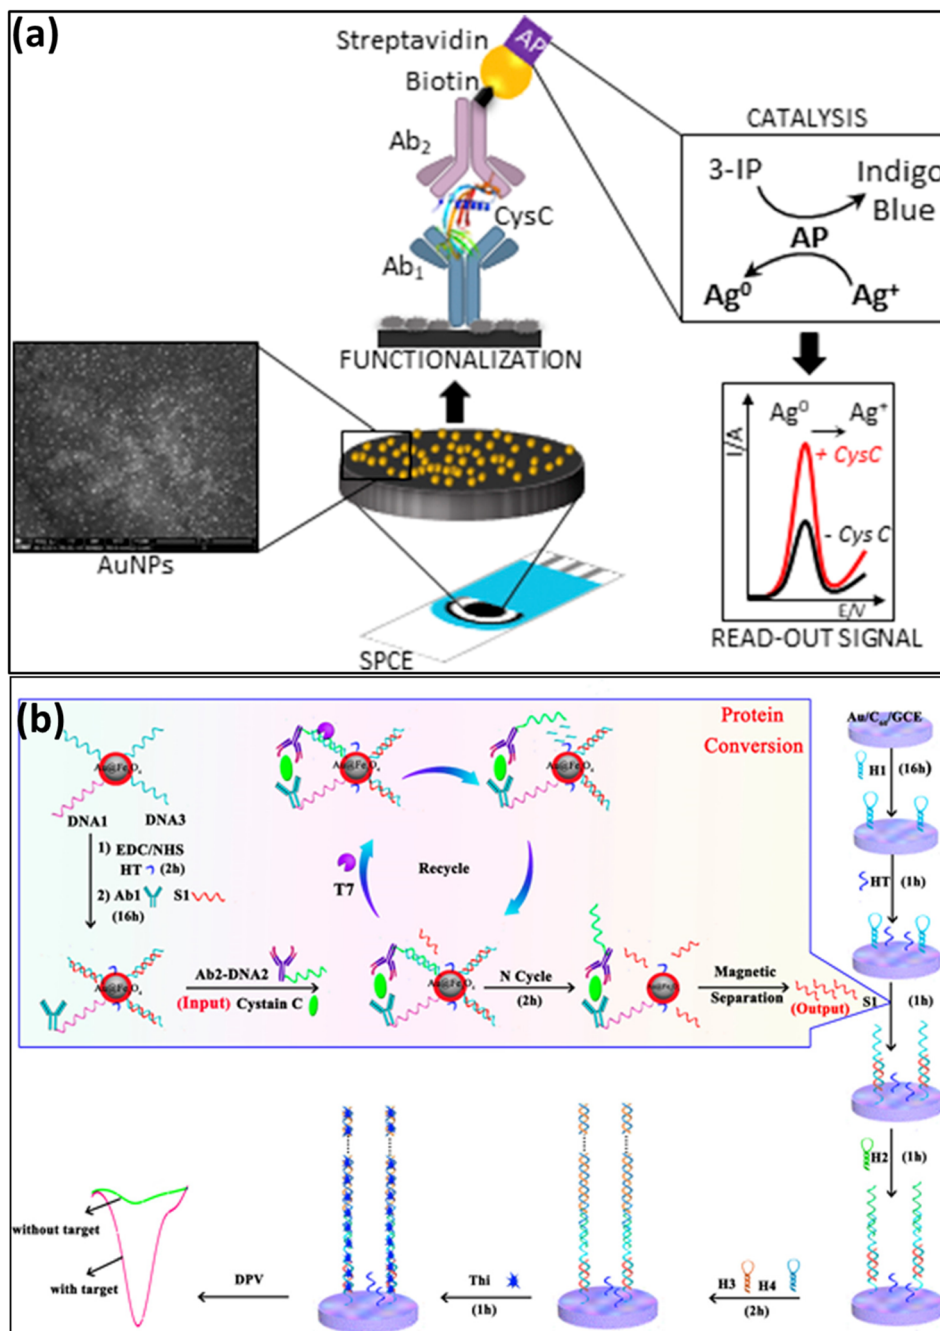 (a)
Streptavidin
AP
Biotin
Ab2
CysC
Ab1
FUNCTIONALIZATION
CATALYSIS
3-IP
Indigo
Blue
AP
Ag⁰
Ag⁺
AuNPs
SPCE
I/A
Ag⁰ Ag⁺
+ CysC
- Cys C
E/V
READ-OUT SIGNAL
(b)
Protein
Conversion
DNA1
DNA3
1) EDC/NHS
HT (2h)
2) Ab1 S1
(16h)
T7
Recycle
Ab2-DNA2
(Input) Cystain C
N Cycle
(2h)
Magnetic
Separation
(Output)
Au/C60/GCE
H1 (16h)
HT (1h)
S1 (1h)
H2 (1h)
H3 H4
(2h)
Thi
(1h)
DPV
without target
with target